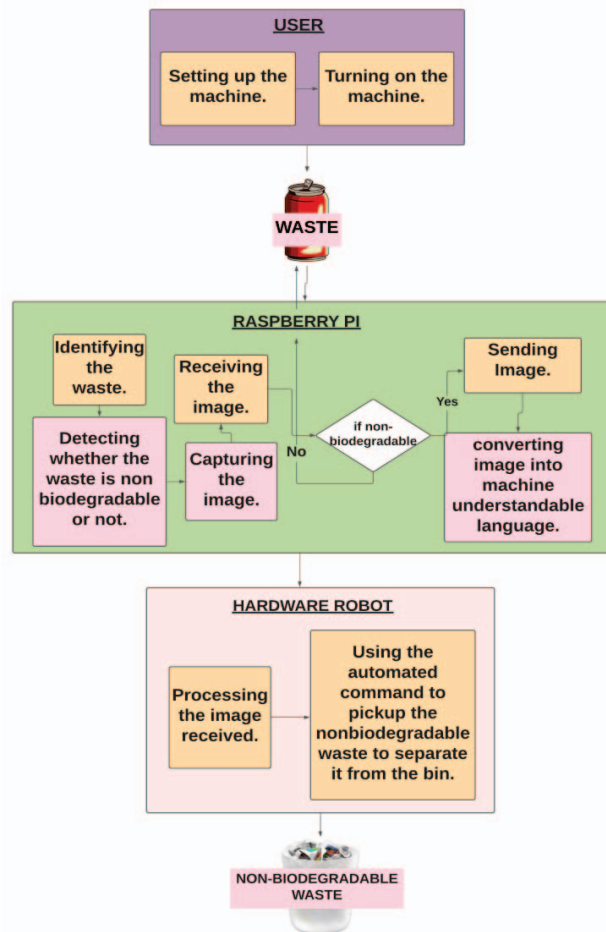 USER
Setting up the
machine.
Turning on the
machine.
WASTE
RASPBERRY PI
Identifying
the
waste.
Detecting
whether the
waste is non
biodegradable
or not.
Receiving
the
image.
Capturing
the
image.
No
if non-
biodegradable
Yes
Sending
Image.
converting
image into
machine
understandable
language.
HARDWARE ROBOT
Processing
the image
received.
Using the
automated
command to
pickup the
nonbiodegradable
waste to separate
it from the bin.
NON-BIODEGRADABLE
WASTE